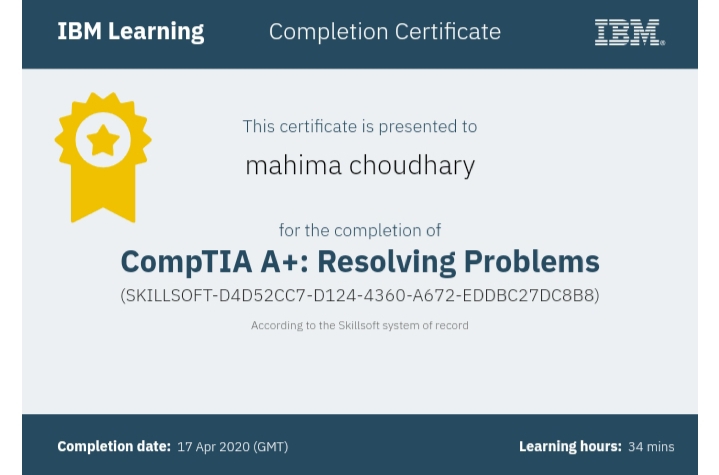 IBM Learning Completion Certificate IBM®
This certificate is presented to
mahima choudhary
for the completion of
CompTIA A+: Resolving Problems
(SKILLSOFT-D4D52CC7-D124-4360-A672-EDDBC27DC8B8)
According to the Skillsoft system of record
Completion date: 17 Apr 2020 (GMT) Learning hours: 34 mins